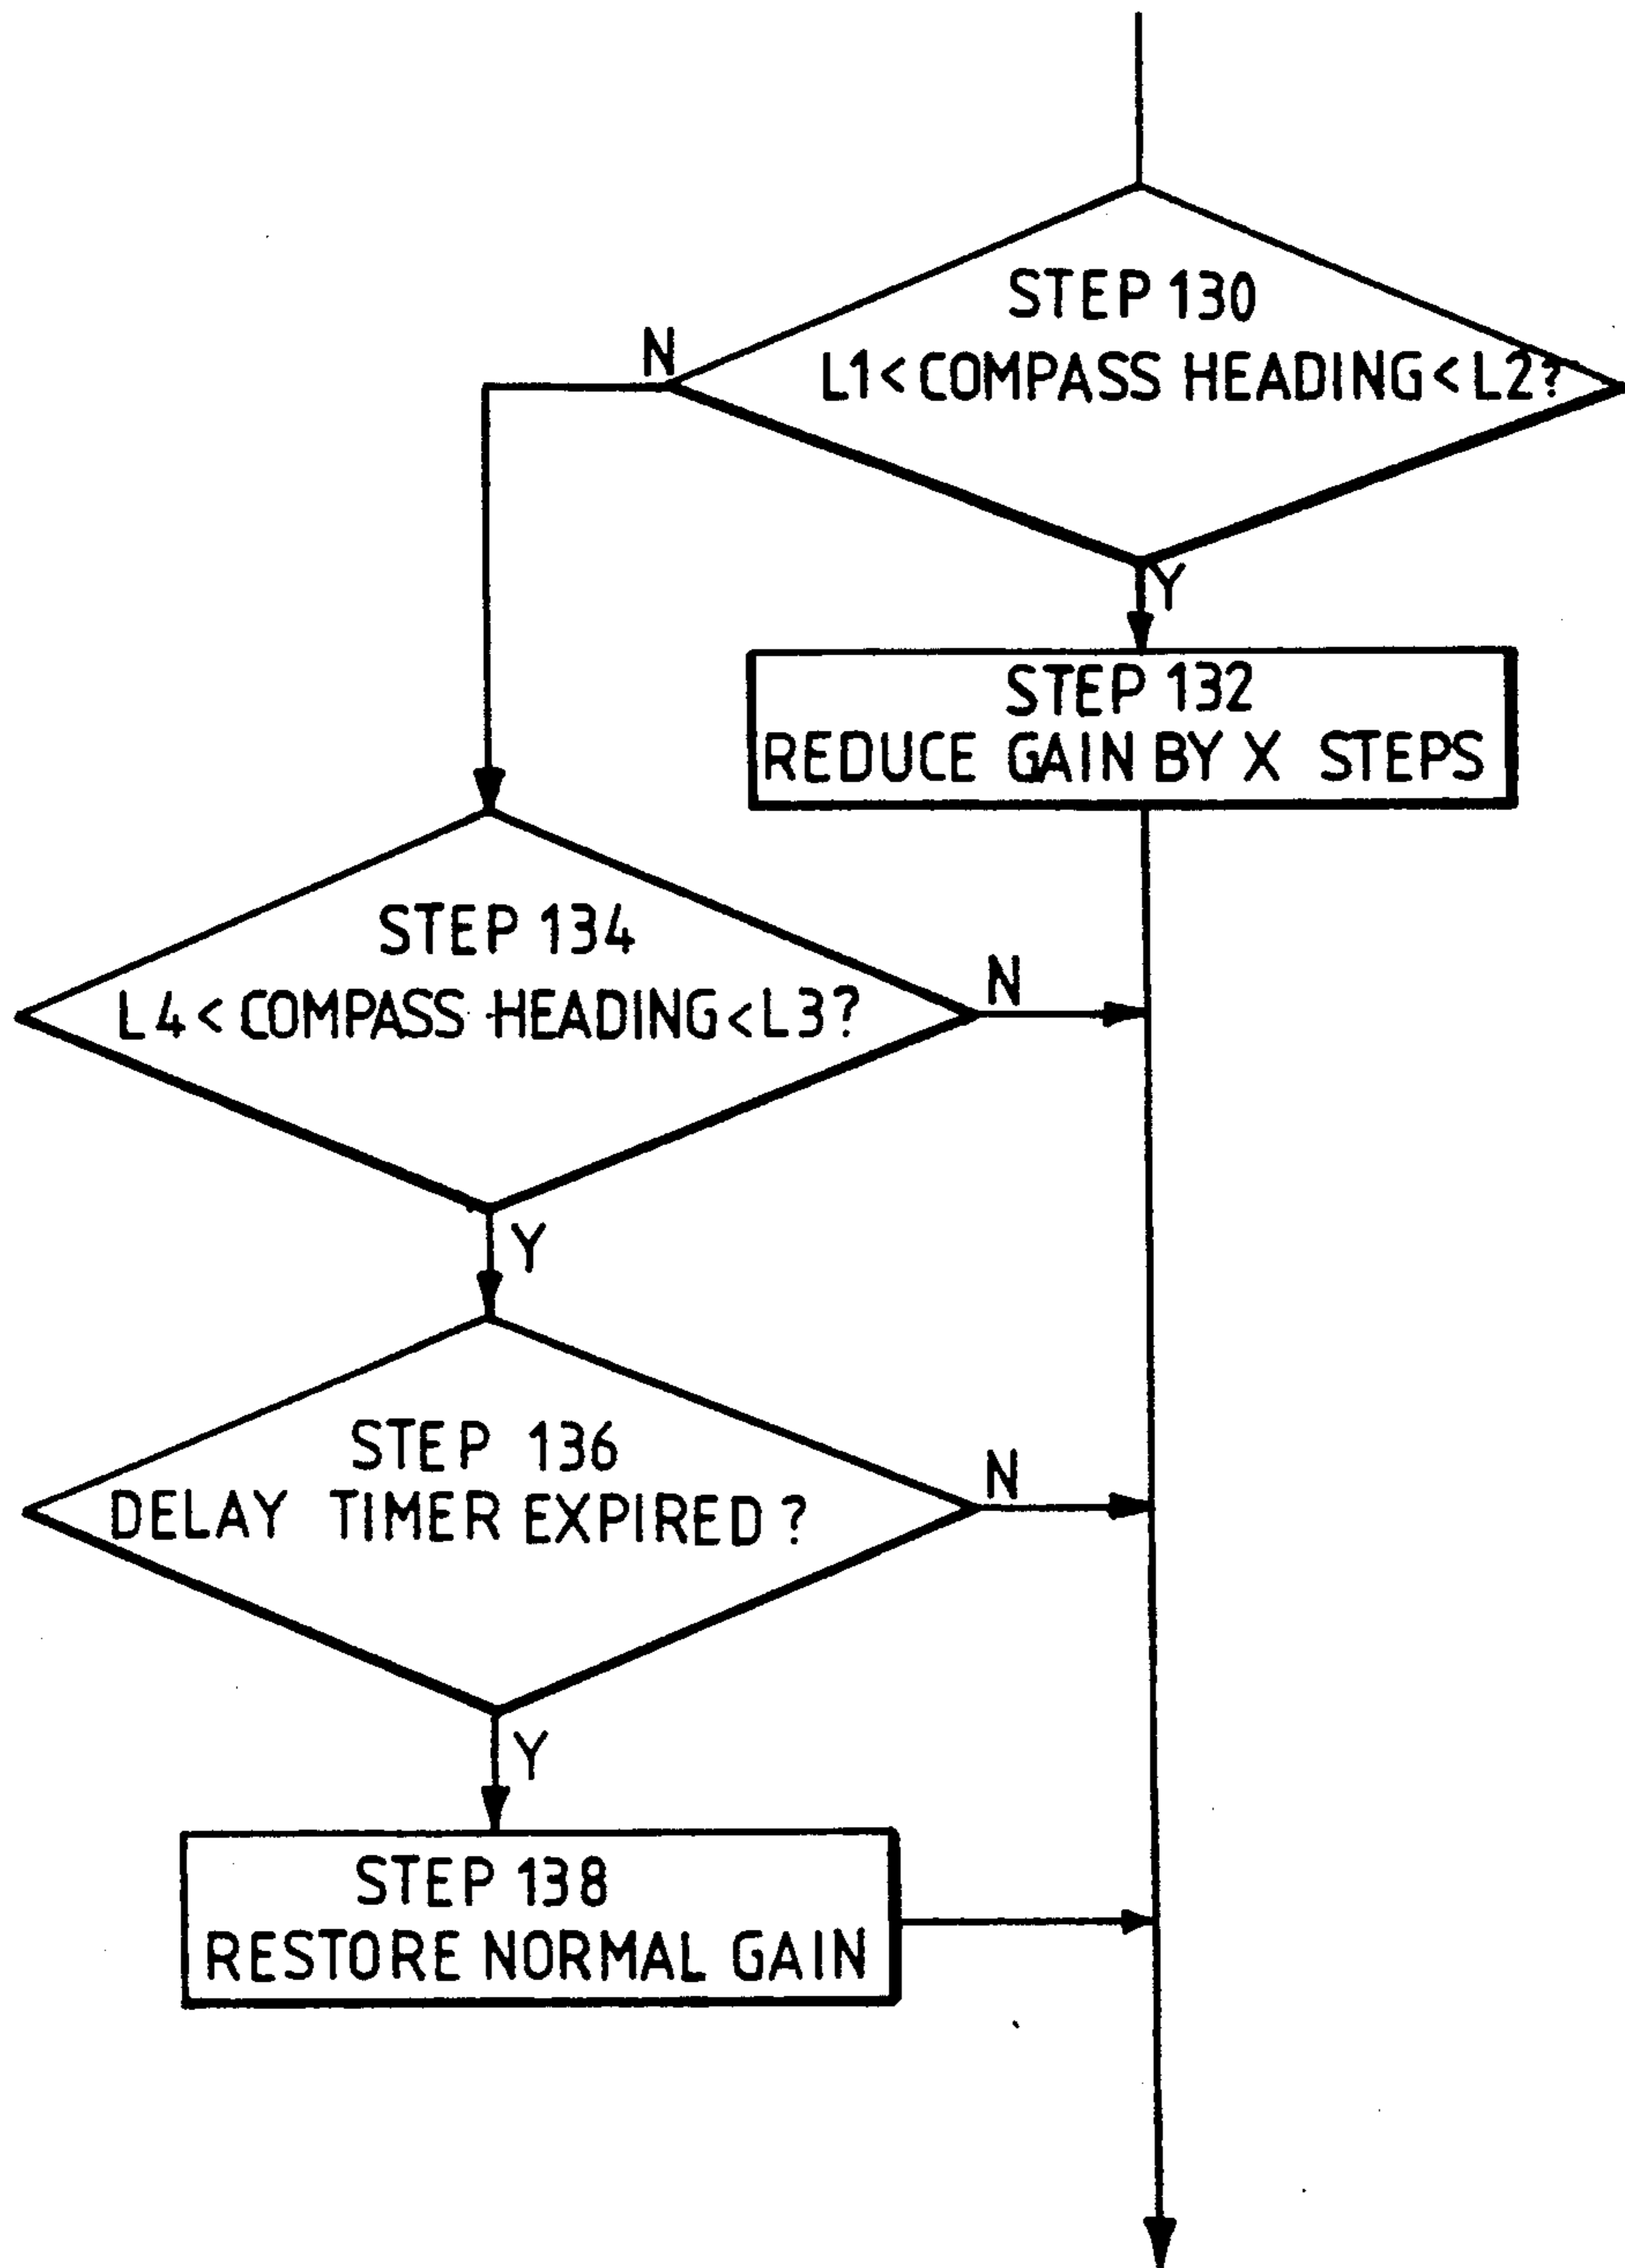 STEP 130
L1<COMPASS HEADING<L2?
N
Y
STEP 132
REDUCE GAIN BY X STEPS
STEP 134
L4<COMPASS HEADING<L3?
N
Y
STEP 136
DELAY TIMER EXPIRED?
N
Y
STEP 138
RESTORE NORMAL GAIN